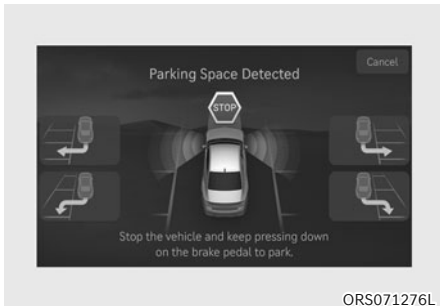 Cancel
Parking Space Detected
STOP
Stop the vehicle and keep pressing down
on the brake pedal to park.
ORS071276L